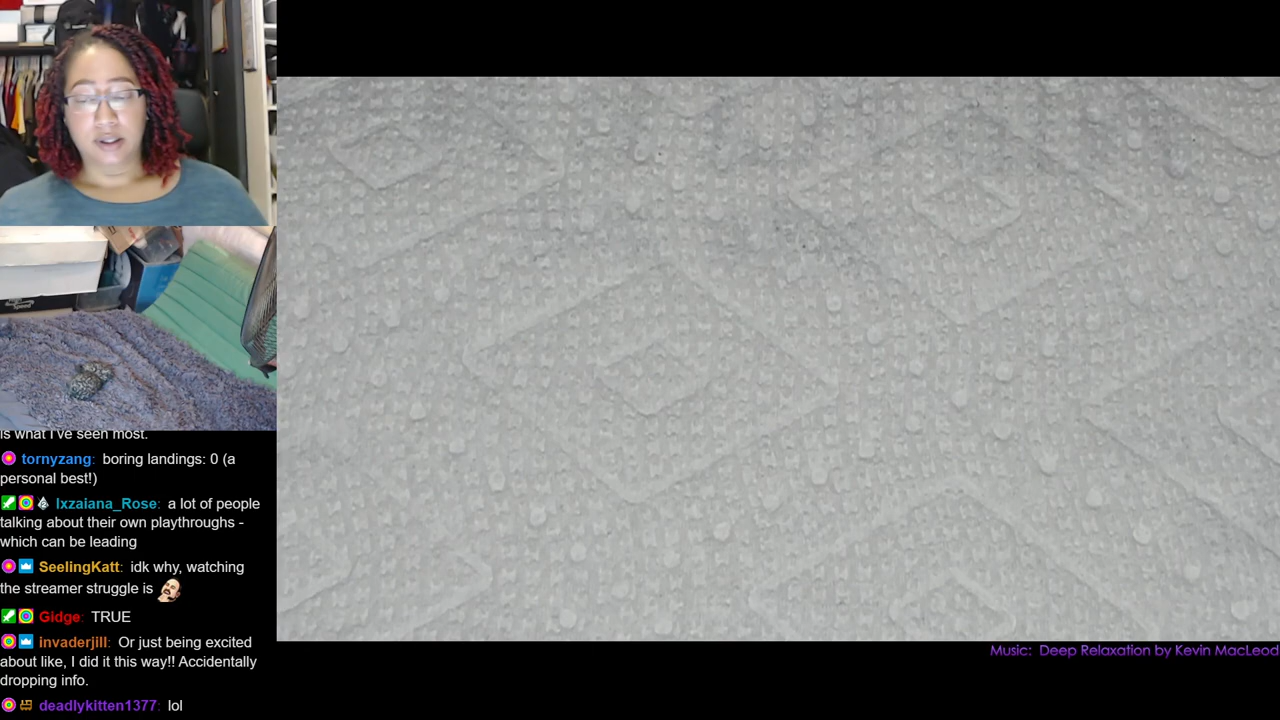 is what I've seen most.
tornyzang: boring landings: 0 (a
personal best!)
Ixzaiana_Rose: a lot of people
talking about their own playthroughs -
which can be leading
SeelingKatt: idk why, watching
the streamer struggle is
Gidge: TRUE
invaderjill: Or just being excited
about like, I did it this way!! Accidentally
dropping info.
deadlykitten1377: lol
Music: Deep Relaxation by Kevin MacLeod